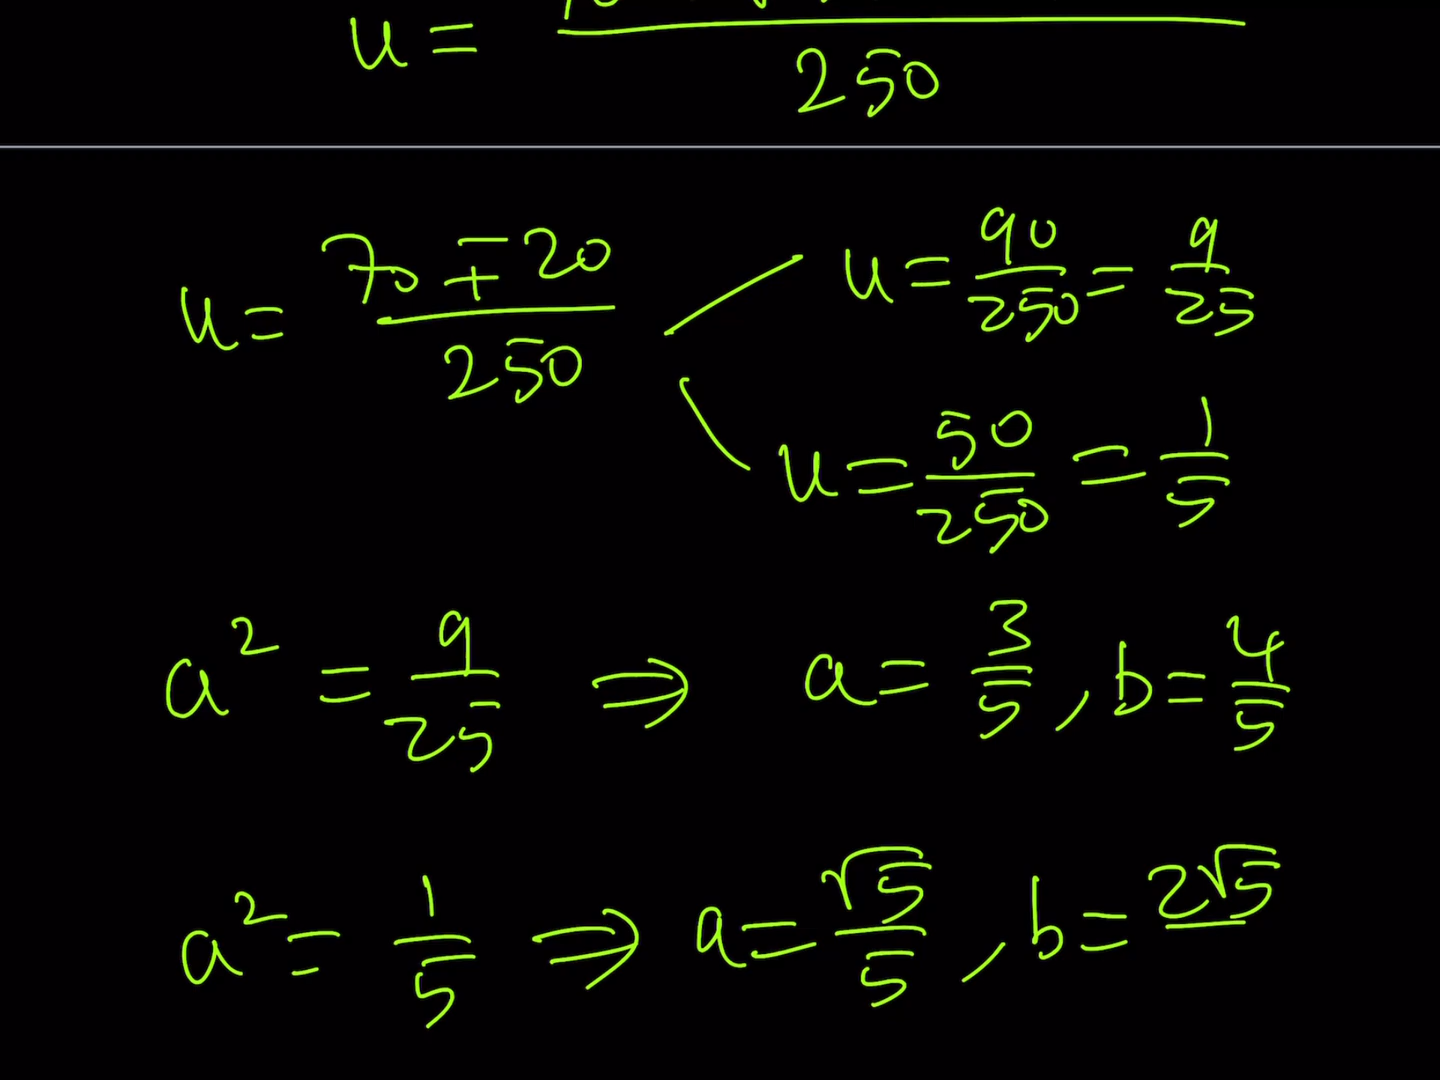 u = 250
u = 70 ∓ 20 / 250
u = 90/250 = 9/25
u = 50/250 = 1/5
a² = 9/25 ⇒ a = 3/5, b = 4/5
a² = 1/5 ⇒ a = √5/5, b = 2√5